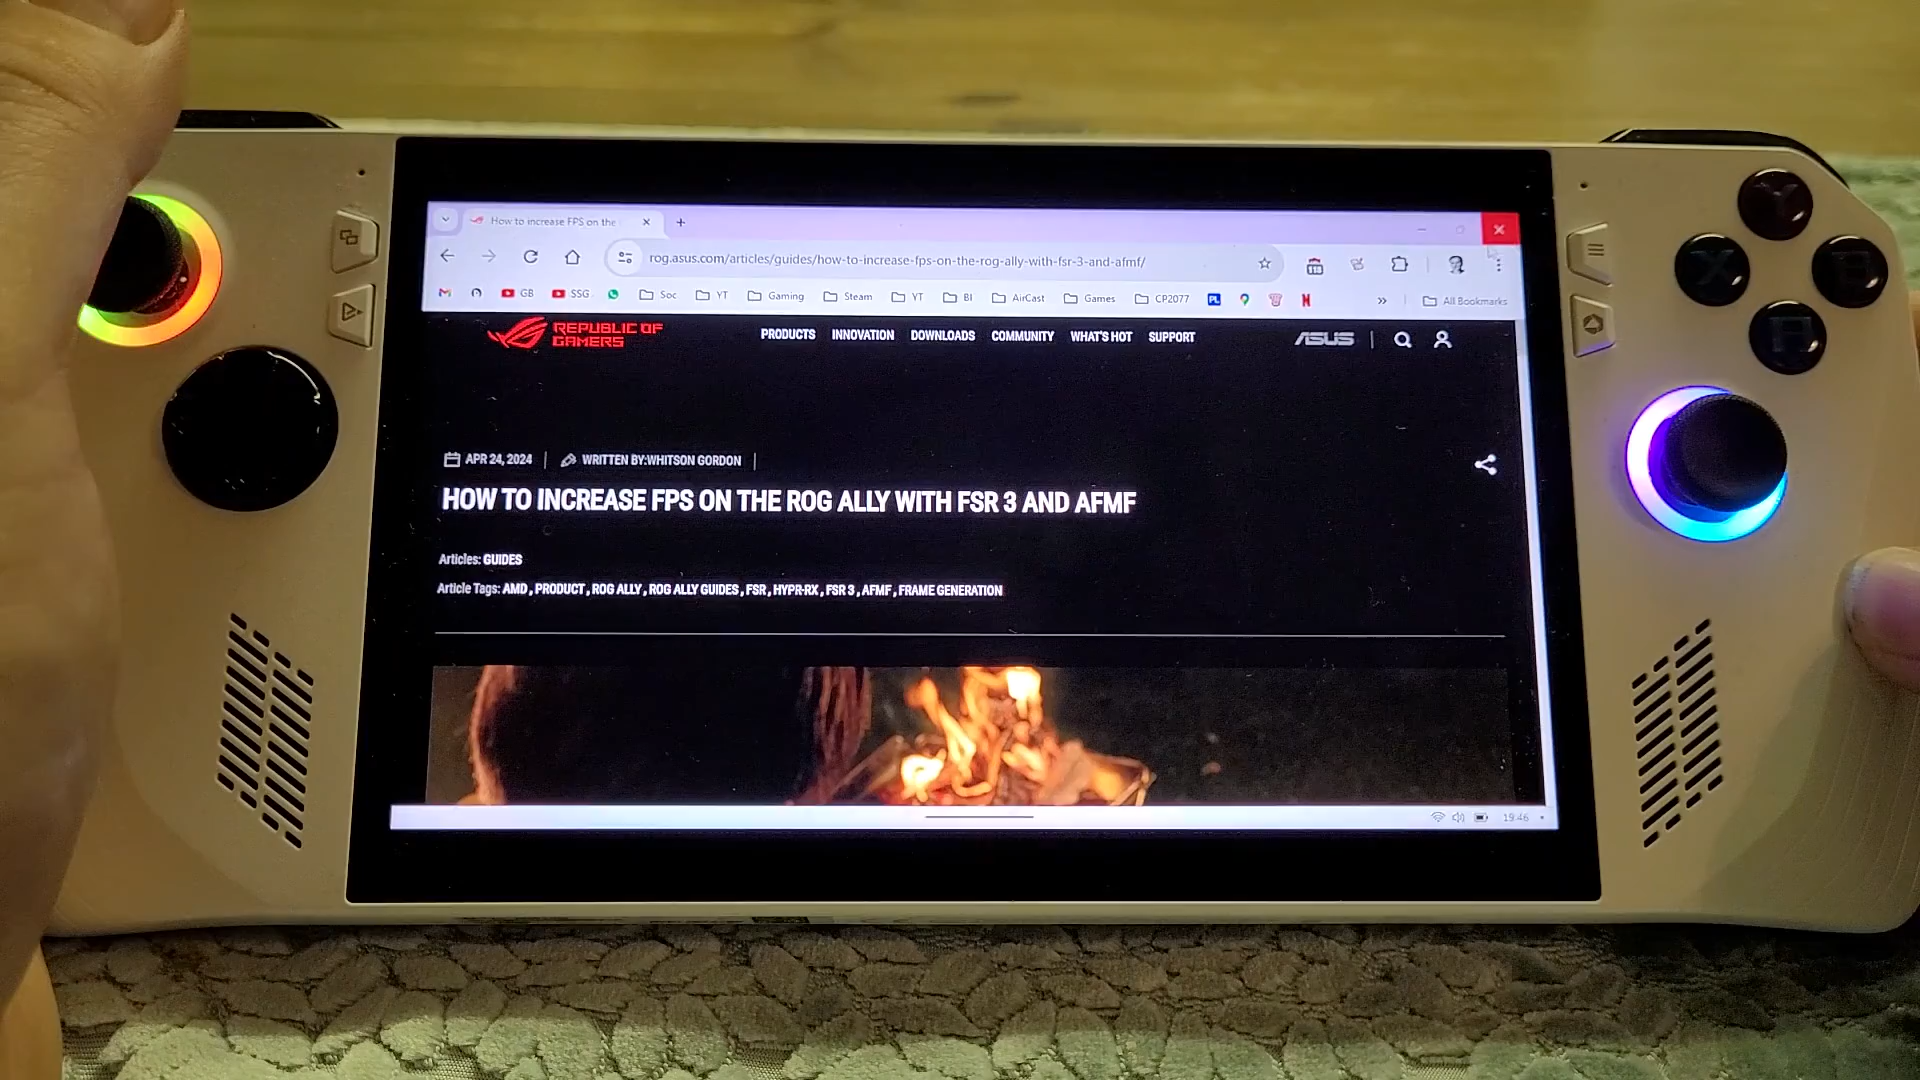 How to increase FPS on the
rog.asus.com/articles/guides/how-to-increase-fps-on-the-rog-ally-with-fsr-3-and-afmf/
GB SSG Soc YT Gaming Steam YT BI AirCast Games CP2077 PL N » All Bookmarks
REPUBLIC OF
GAMERS
PRODUCTS INNOVATION DOWNLOADS COMMUNITY WHAT'S HOT SUPPORT ASUS
APR 24, 2024 | WRITTEN BY:WHITSON GORDON |
HOW TO INCREASE FPS ON THE ROG ALLY WITH FSR 3 AND AFMF
Articles: GUIDES
Article Tags: AMD , PRODUCT , ROG ALLY , ROG ALLY GUIDES , FSR , HYPR-RX , FSR 3 , AFMF , FRAME GENERATION
19:46
Y
X
B
A